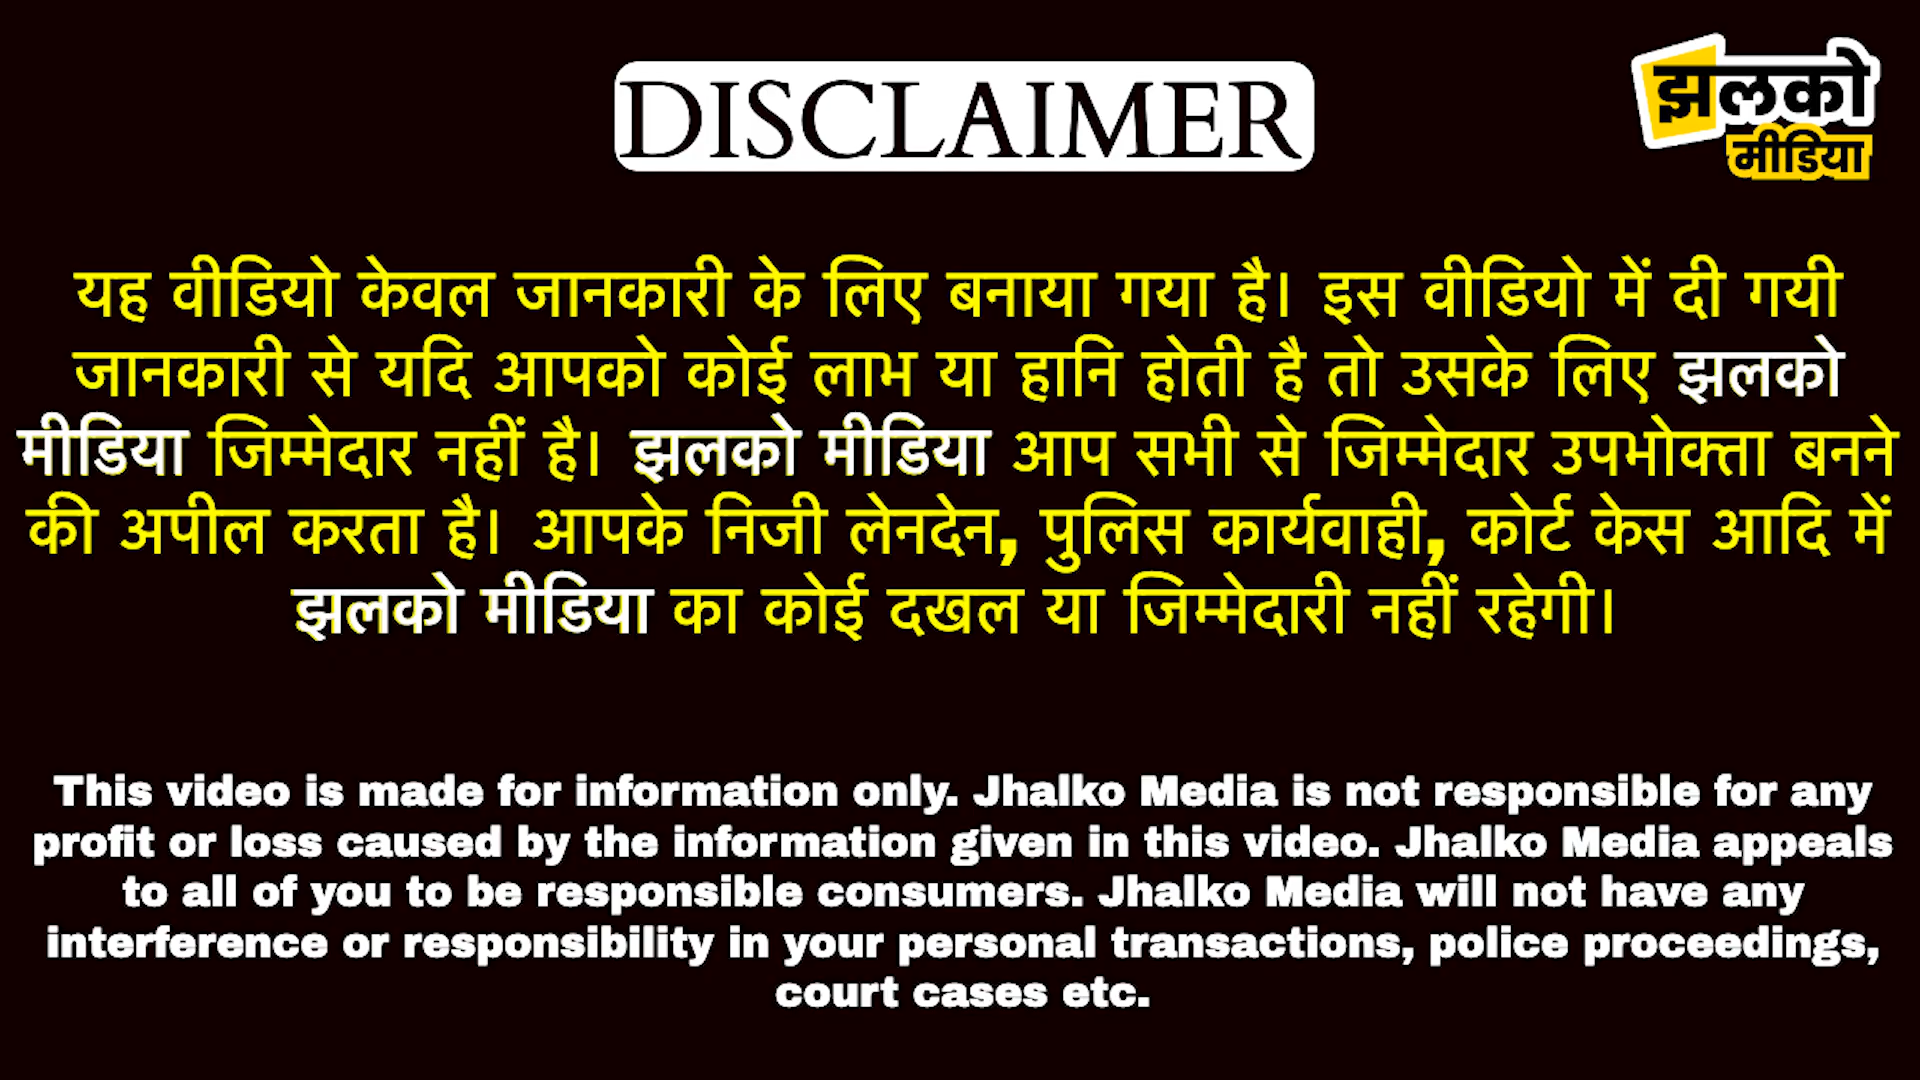 DISCLAIMER
झलको
मीडिया
यह वीडियो केवल जानकारी के लिए बनाया गया है। इस वीडियो में दी गयी
जानकारी से यदि आपको कोई लाभ या हानि होती है तो उसके लिए झलको
मीडिया जिम्मेदार नहीं है। झलको मीडिया आप सभी से जिम्मेदार उपभोक्ता बनने
की अपील करता है। आपके निजी लेनदेन, पुलिस कार्यवाही, कोर्ट केस आदि में
झलको मीडिया का कोई दखल या जिम्मेदारी नहीं रहेगी।
This video is made for information only. Jhalko Media is not responsible for any
profit or loss caused by the information given in this video. Jhalko Media appeals
to all of you to be responsible consumers. Jhalko Media will not have any
interference or responsibility in your personal transactions, police proceedings,
court cases etc.